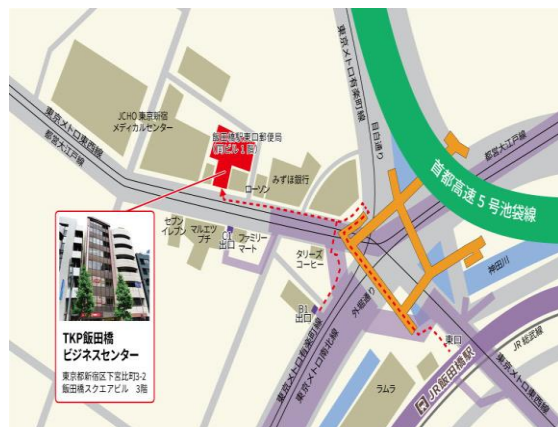 東京メトロ東西線
都営大江戸線
JCHO 東京新宿
メディカルセンター
飯田橋駅東口郵便局
(同ビル1階)
ローソン
みずほ銀行
東京メトロ有楽町線
目白通り
首都高速5号池袋線
都営大江戸線
セブン
イレブン
マルエツ
プチ
C1
出口
ファミリー
マート
タリーズ
コーヒー
B1
出口
外堀通り
神田川
東口
JR飯田橋駅
JR総武線
東京メトロ東西線
東京メトロ有楽町線
東京メトロ南北線
ラムラ
TKP飯田橋
ビジネスセンター
東京都新宿区下宮比町3-2
飯田橋スクエアビル 3階